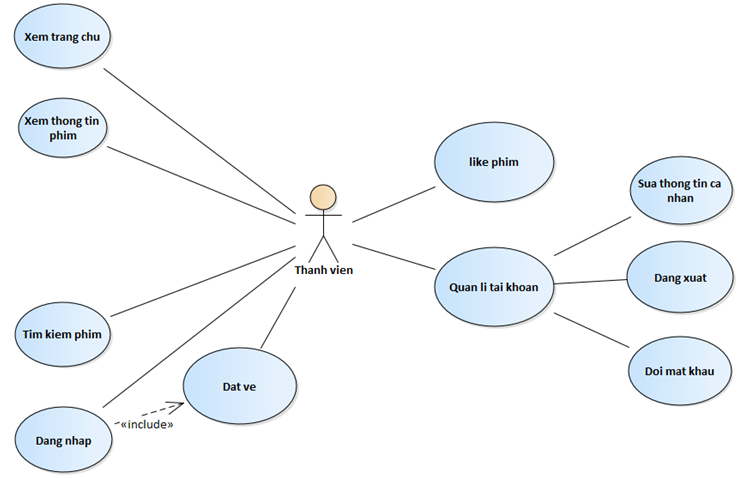 Xem trang chu
Xem thong tin
phim
like phim
Sua thong tin ca
nhan
Thanh vien
Quan li tai khoan
Dang xuat
Tim kiem phim
Dat ve
Doi mat khau
«include»
Dang nhap